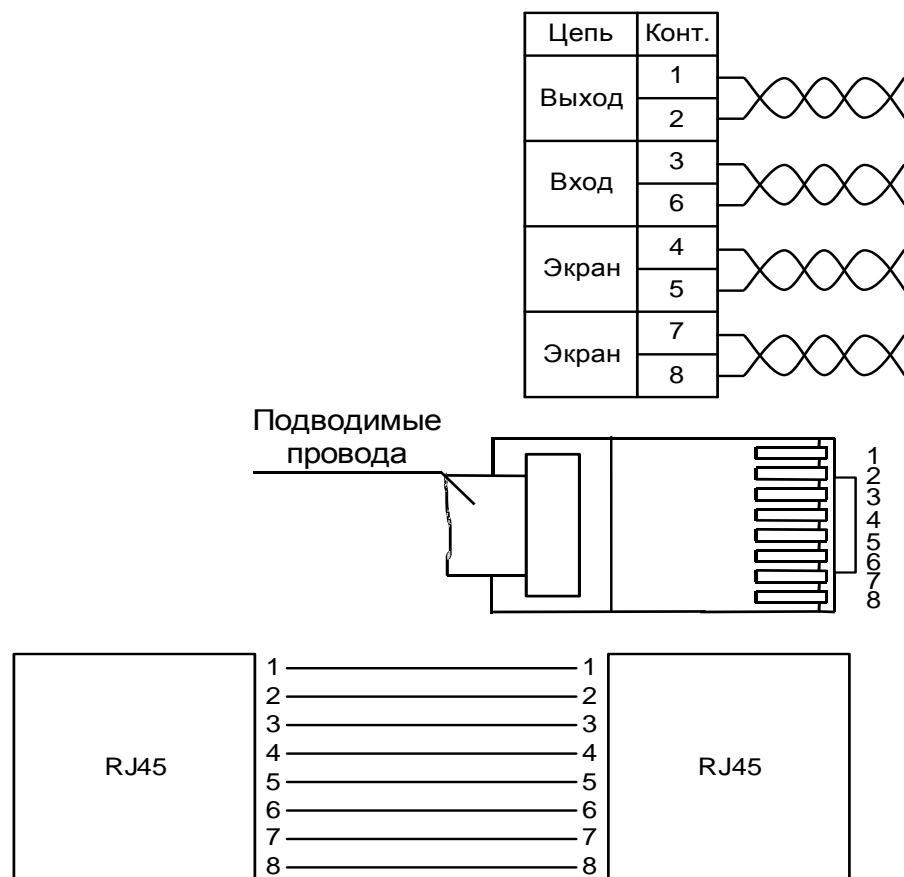 Цепь Конт.
Выход 1
2
Вход 3
6
Экран 4
5
Экран 7
8
Подводимые
провода
1
2
3
4
5
6
7
8
1 1
2 2
3 3
4 4
RJ45 RJ45
5 5
6 6
7 7
8 8